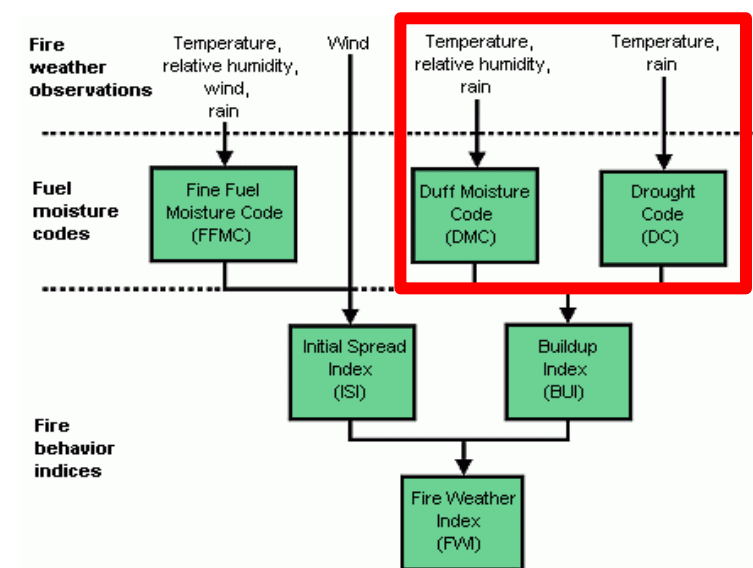 Fire
weather
observations
Temperature,
relative humidity,
wind,
rain
Wind
Temperature,
relative humidity,
rain
Temperature,
rain
Fuel
moisture
codes
Fine Fuel
Moisture Code
(FFMC)
Duff Moisture
Code
(DMC)
Drought
Code
(DC)
Fire
behavior
indices
Initial Spread
Index
(ISI)
Buildup
Index
(BUI)
Fire Weather
Index
(FWI)